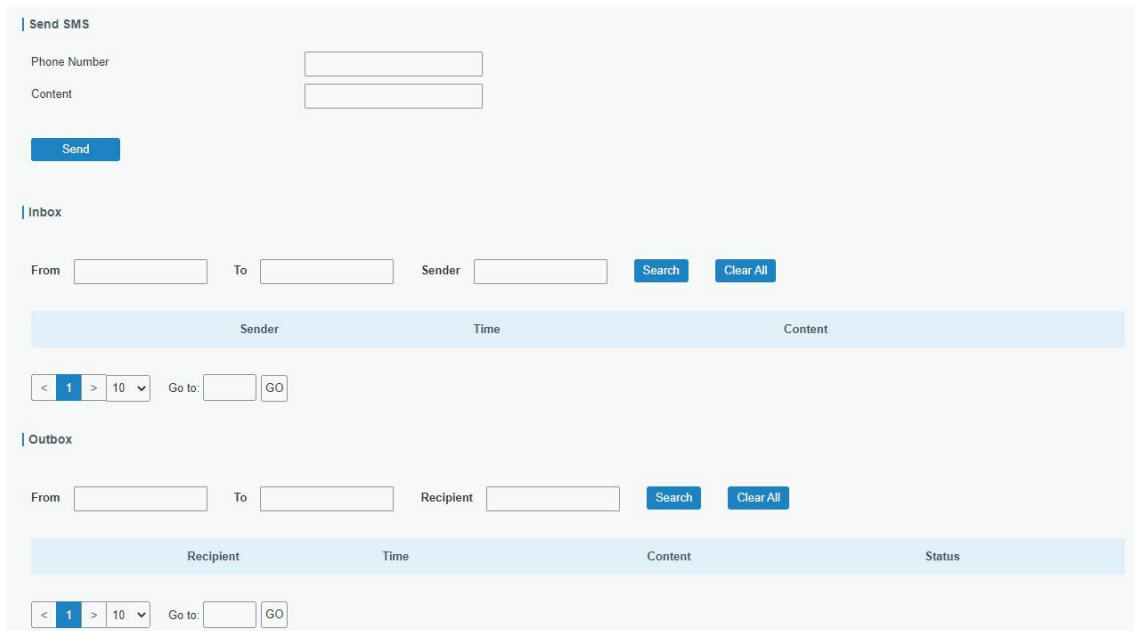 Send SMS
Phone Number
Content
Send
Inbox
From To Sender Search Clear All
Sender Time Content
< 1 > 10 Go to: GO
Outbox
From To Recipient Search Clear All
Recipient Time Content Status
< 1 > 10 Go to: GO